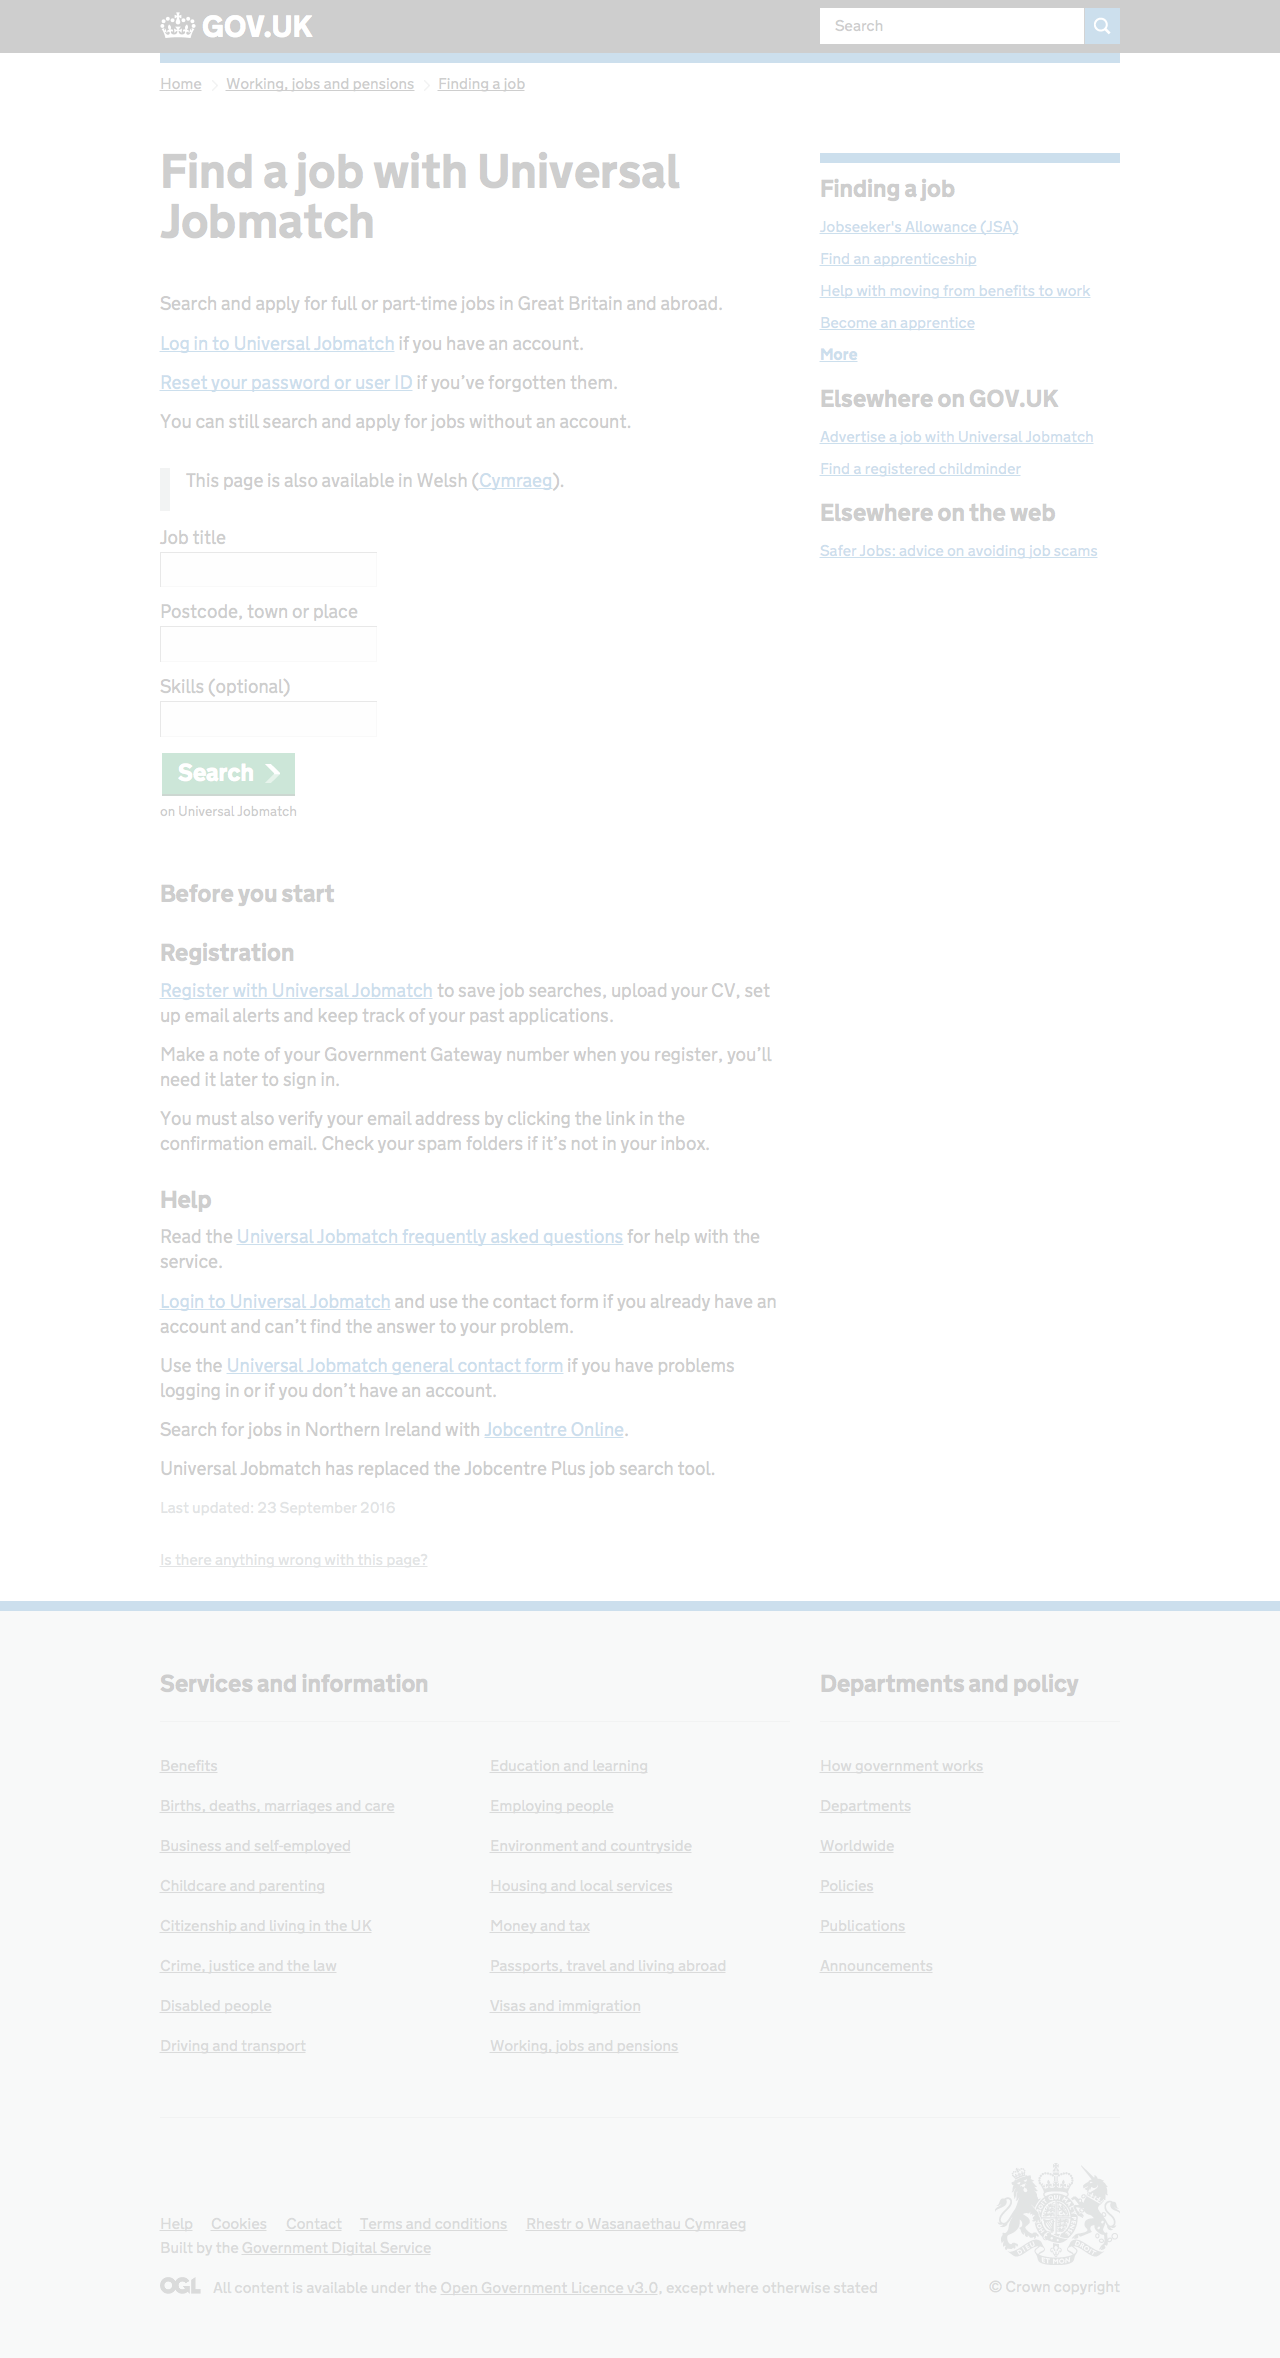 GOV.UK
Search
Home
Working, jobs and pensions
Finding a job
Find a job with Universal
Jobmatch
Search and apply for full or part-time jobs in Great Britain and abroad.
Log in to Universal Jobmatch if you have an account.
Reset your password or user ID if you’ve forgotten them.
You can still search and apply for jobs without an account.
This page is also available in Welsh (Cymraeg).
Job title
Postcode, town or place
Skills (optional)
Search
on Universal Jobmatch
Before you start
Registration
Register with Universal Jobmatch to save job searches, upload your CV, set
up email alerts and keep track of your past applications.
Make a note of your Government Gateway number when you register, you’ll
need it later to sign in.
You must also verify your email address by clicking the link in the
confirmation email. Check your spam folders if it’s not in your inbox.
Help
Read the Universal Jobmatch frequently asked questions for help with the
service.
Login to Universal Jobmatch and use the contact form if you already have an
account and can’t find the answer to your problem.
Use the Universal Jobmatch general contact form if you have problems
logging in or if you don’t have an account.
Search for jobs in Northern Ireland with Jobcentre Online.
Universal Jobmatch has replaced the Jobcentre Plus job search tool.
Last updated: 23 September 2016
Is there anything wrong with this page?
Finding a job
Jobseeker's Allowance (JSA)
Find an apprenticeship
Help with moving from benefits to work
Become an apprentice
More
Elsewhere on GOV.UK
Advertise a job with Universal Jobmatch
Find a registered childminder
Elsewhere on the web
Safer Jobs: advice on avoiding job scams
Services and information
Benefits
Births, deaths, marriages and care
Business and self-employed
Childcare and parenting
Citizenship and living in the UK
Crime, justice and the law
Disabled people
Driving and transport
Education and learning
Employing people
Environment and countryside
Housing and local services
Money and tax
Passports, travel and living abroad
Visas and immigration
Working, jobs and pensions
Departments and policy
How government works
Departments
Worldwide
Policies
Publications
Announcements
Help Cookies Contact Terms and conditions Rhestr o Wasanaethau Cymraeg
Built by the Government Digital Service
OGL All content is available under the Open Government Licence v3.0, except where otherwise stated
© Crown copyright